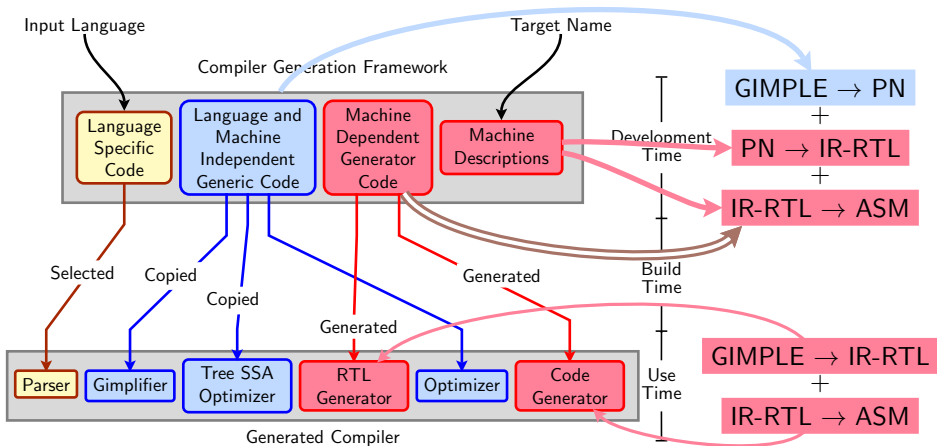 Input Language
Target Name
Compiler Generation Framework
Language
Specific
Code
Language and
Machine
Independent
Generic Code
Machine
Dependent
Generator
Code
Machine
Descriptions
Development
Time
GIMPLE → PN
+
PN → IR-RTL
+
IR-RTL → ASM
Selected
Copied
Copied
Generated
Generated
Build
Time
Parser
Gimplifier
Tree SSA
Optimizer
RTL
Generator
Optimizer
Code
Generator
Generated Compiler
Use
Time
GIMPLE → IR-RTL
+
IR-RTL → ASM